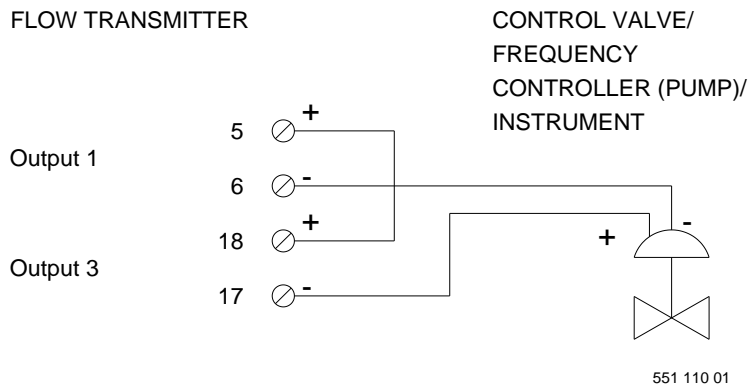 FLOW TRANSMITTER
CONTROL VALVE/
FREQUENCY
CONTROLLER (PUMP)/
INSTRUMENT
Output 1
5 +
6 -
Output 3
18 +
17 -
+ -
551 110 01